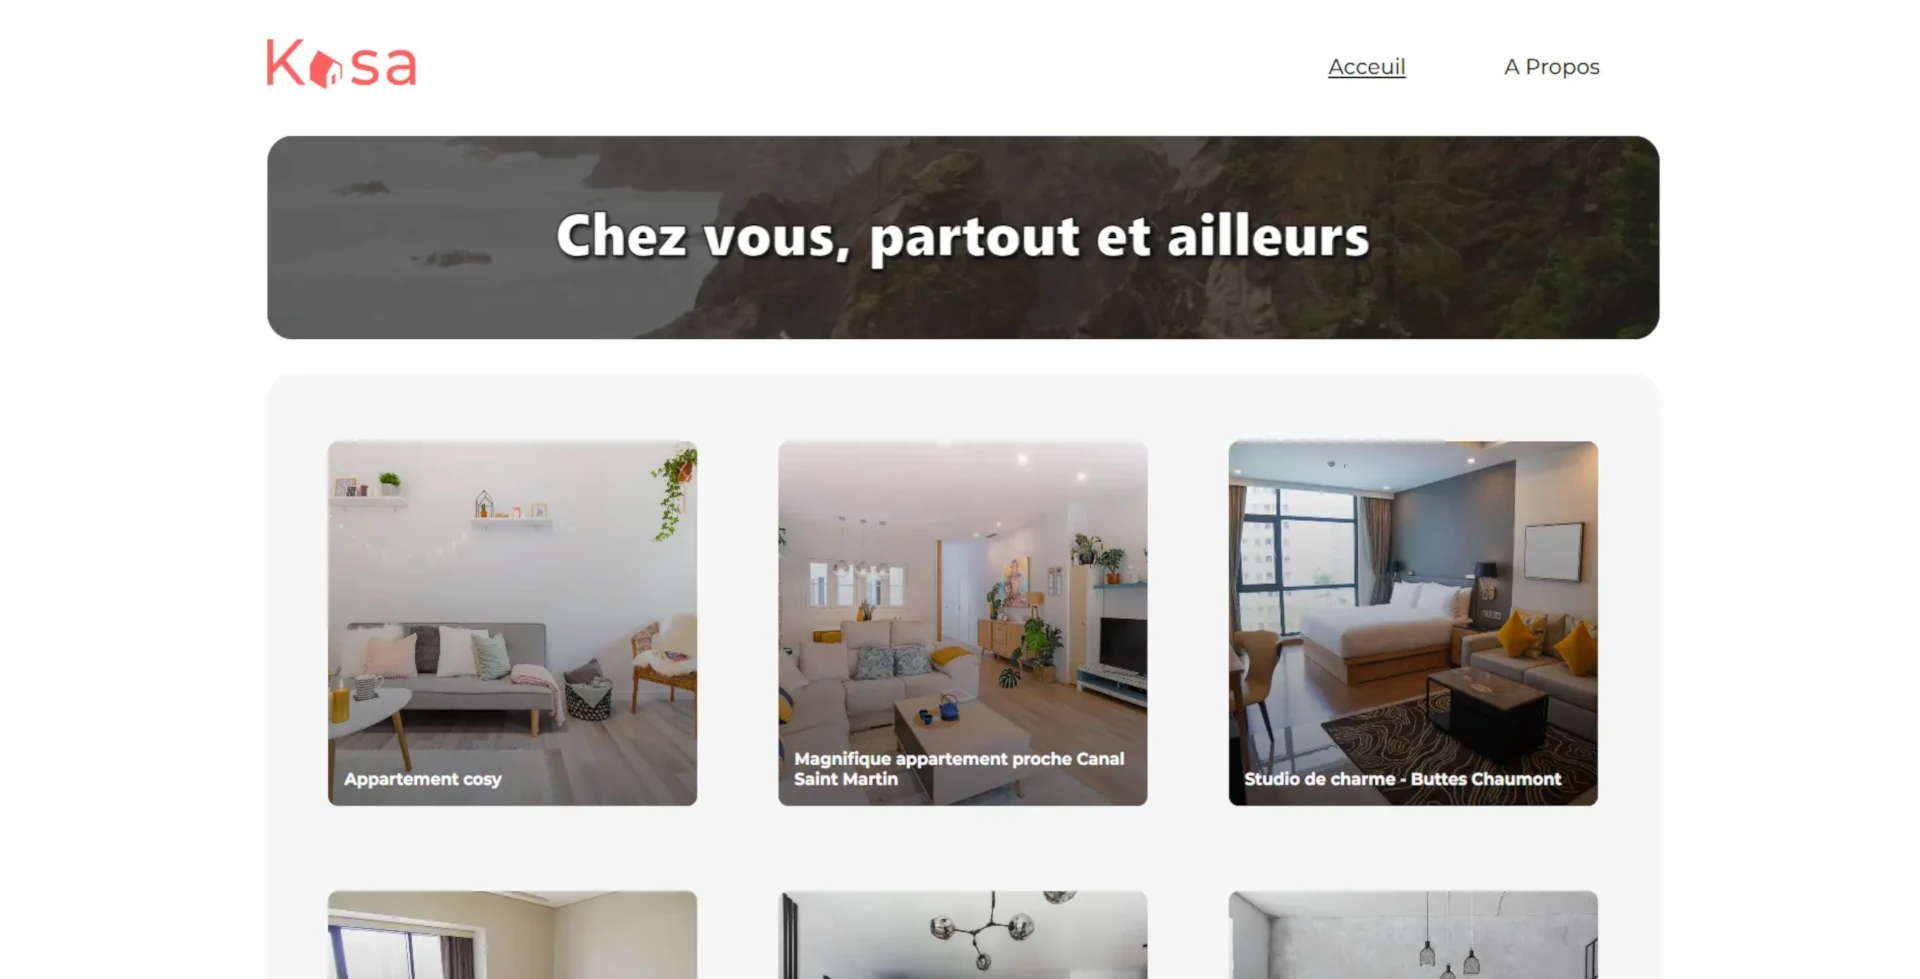 Kosa
Acceuil
A Propos
Chez vous, partout et ailleurs
Appartement cosy
Magnifique appartement proche Canal
Saint Martin
Studio de charme - Buttes Chaumont